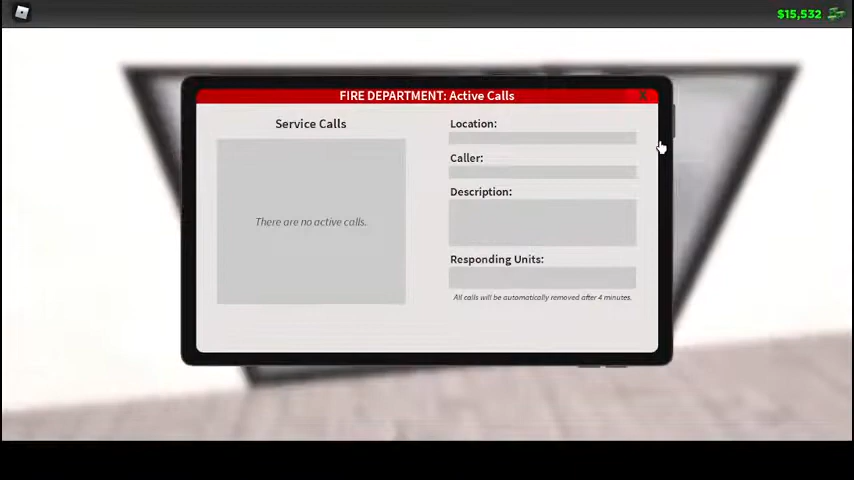 $15,532
FIRE DEPARTMENT: Active Calls
X
Service Calls
There are no active calls.
Location:
Caller:
Description:
Responding Units:
All calls will be automatically removed after 4 minutes.